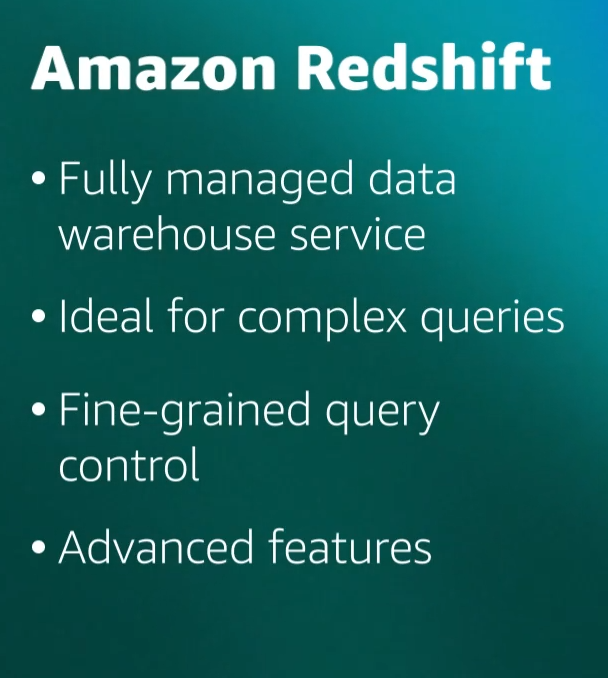 Amazon Redshift
• Fully managed data
warehouse service
• Ideal for complex queries
• Fine-grained query
control
• Advanced features